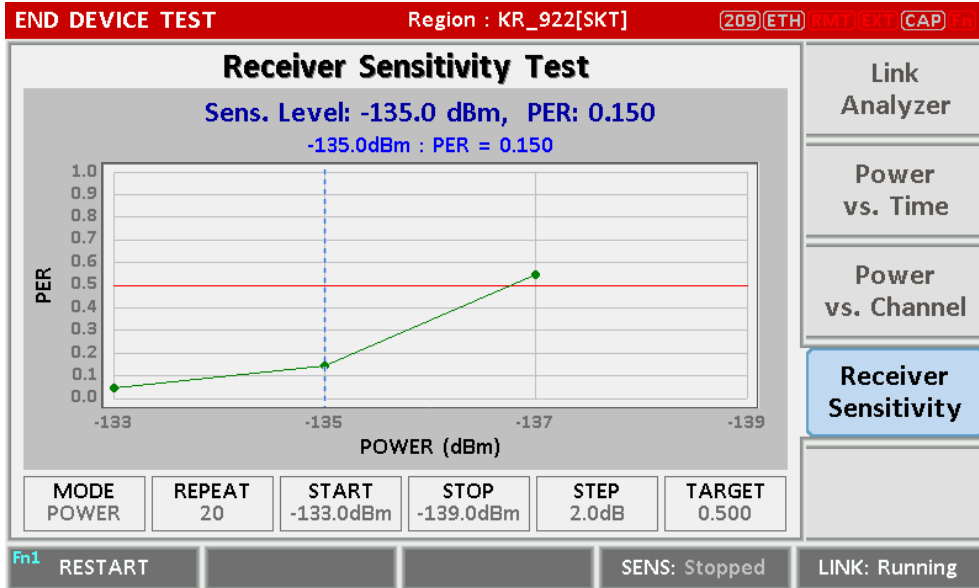 END DEVICE TEST Region : KR_922[SKT] (209) ETH RMT EXT CAP Fn
Receiver Sensitivity Test
Sens. Level: -135.0 dBm, PER: 0.150
-135.0dBm : PER = 0.150
1.0
0.9
0.8
0.7
0.6
0.5
0.4
0.3
0.2
0.1
0.0
PER
-133 -135 -137 -139
POWER (dBm)
MODE REPEAT START STOP STEP TARGET
POWER 20 -133.0dBm -139.0dBm 2.0dB 0.500
Link
Analyzer
Power
vs. Time
Power
vs. Channel
Receiver
Sensitivity
Fn1 RESTART SENS: Stopped LINK: Running